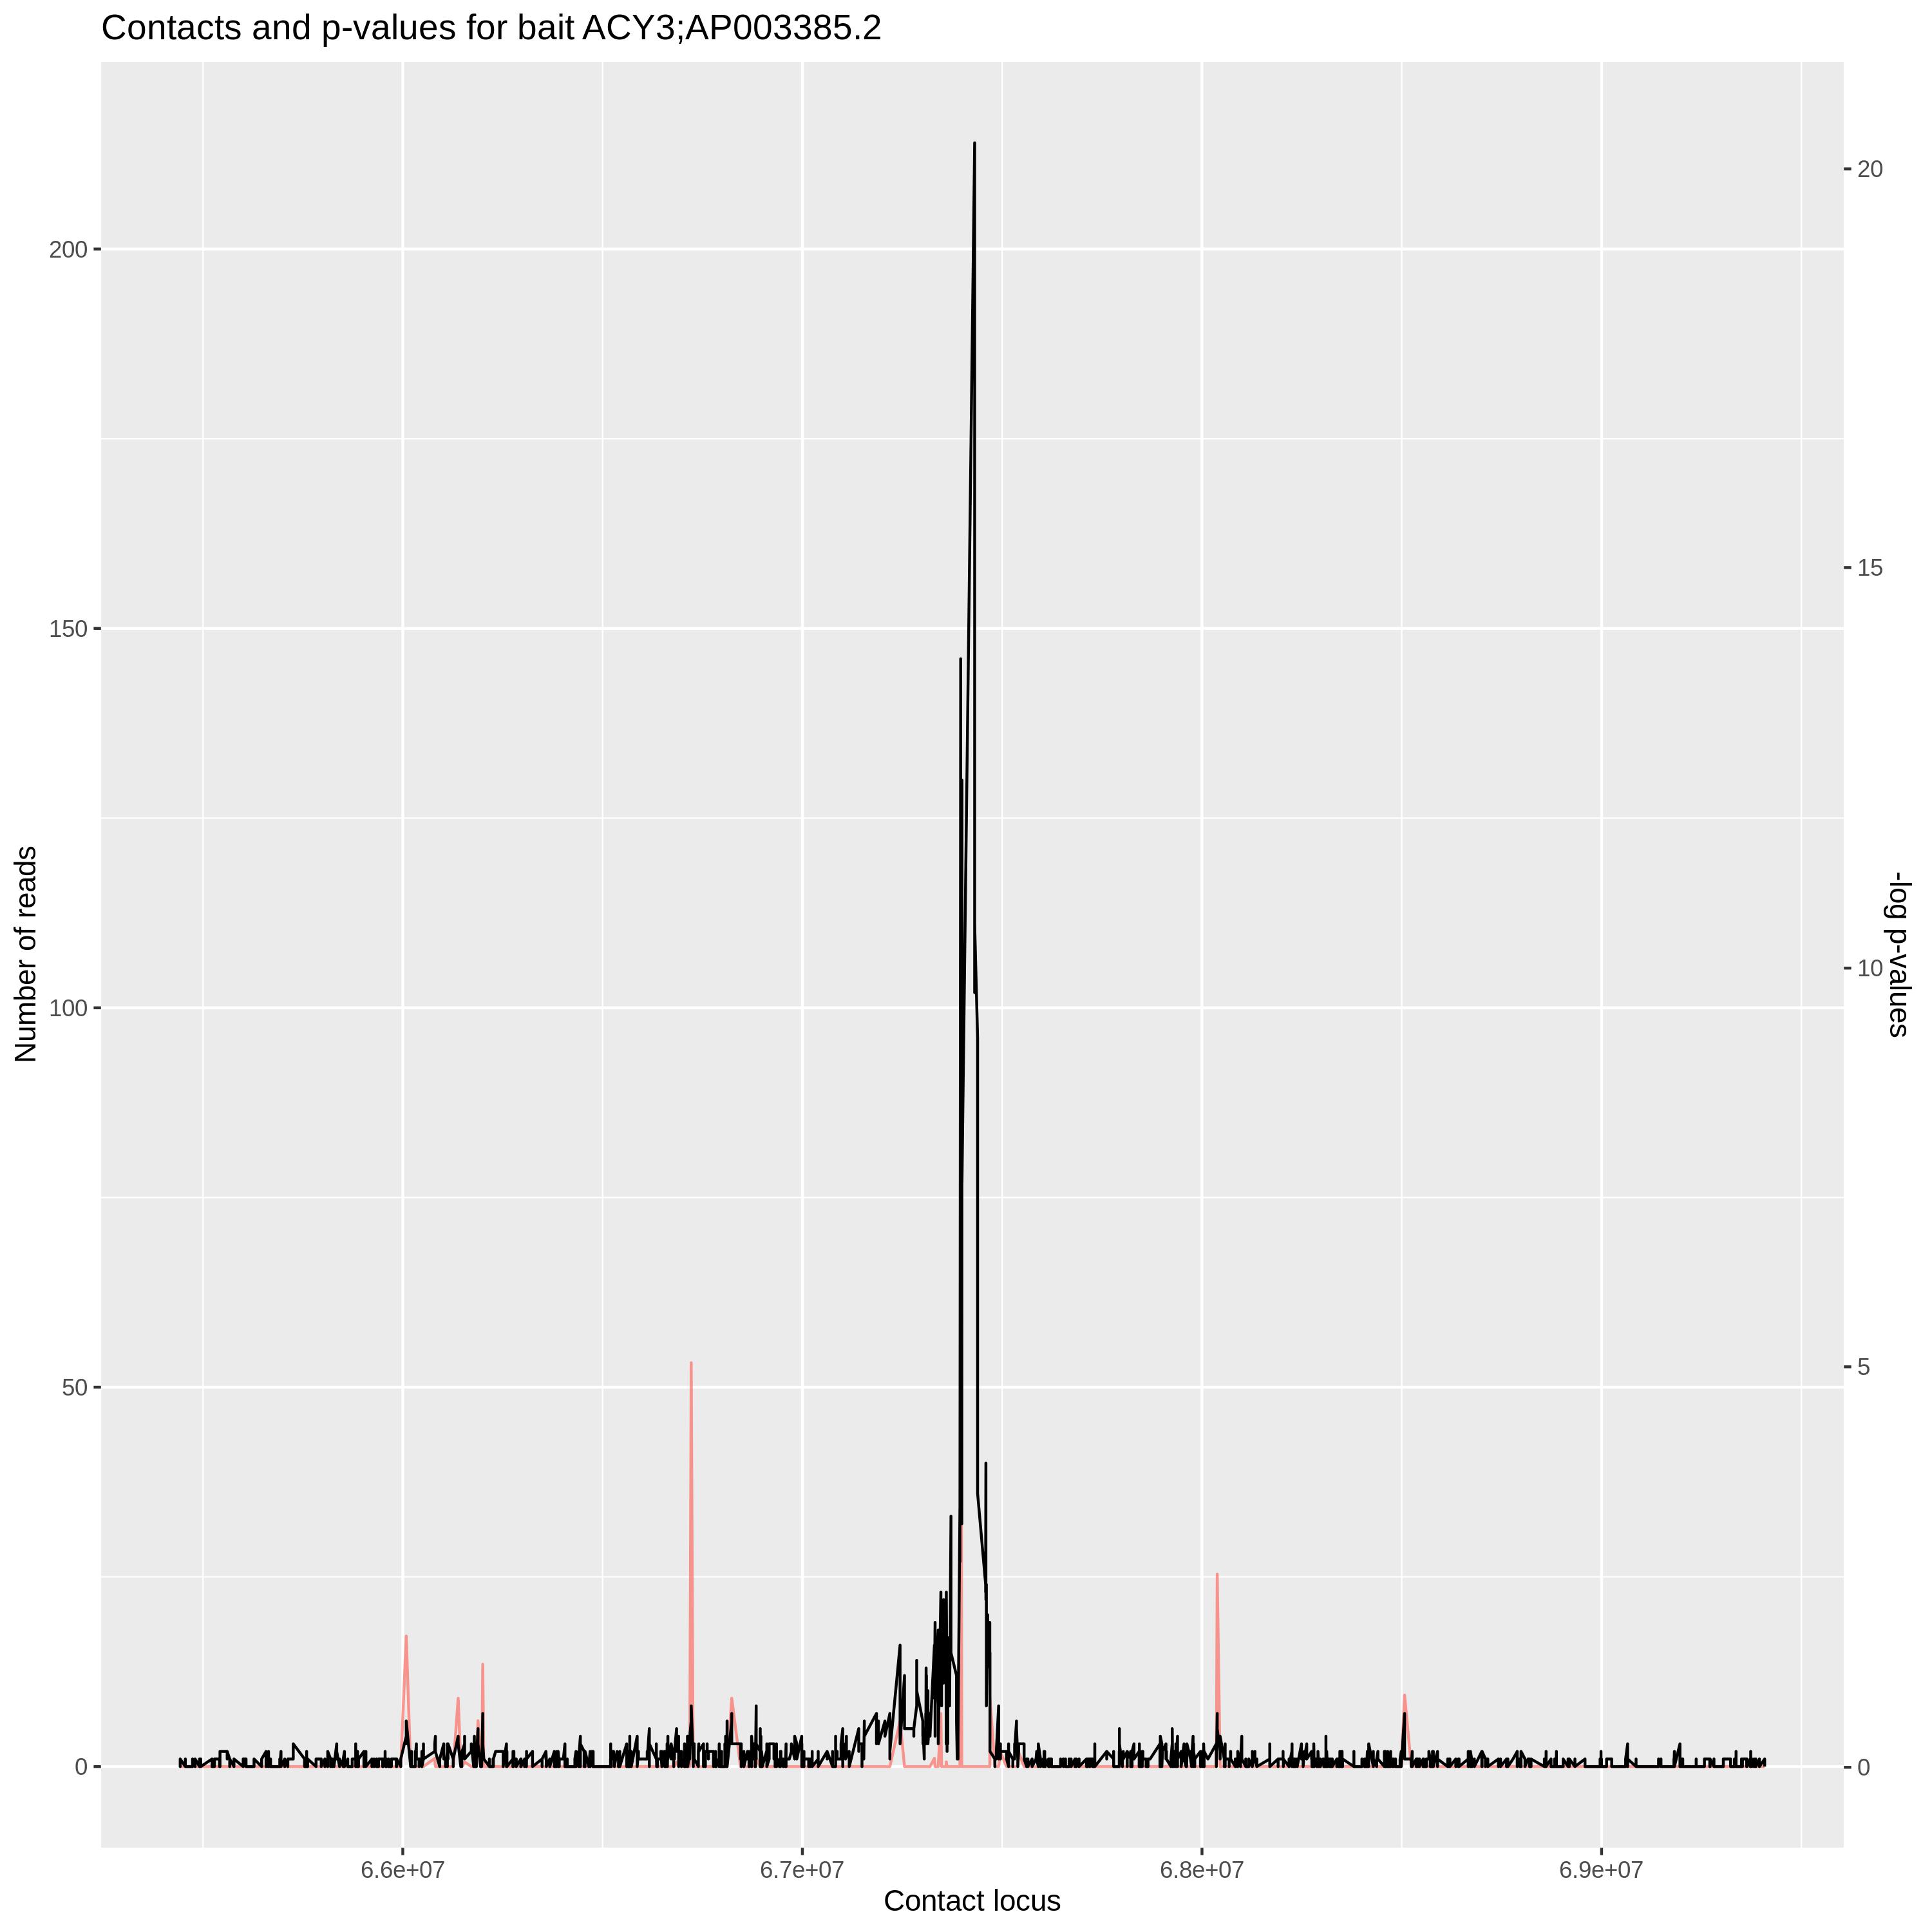 Contacts and p-values for bait ACY3;AP003385.2
Number of reads
200
150
100
50
0
20
15
10
5
0
-log p-values
6.6e+07 6.7e+07 6.8e+07 6.9e+07
Contact locus